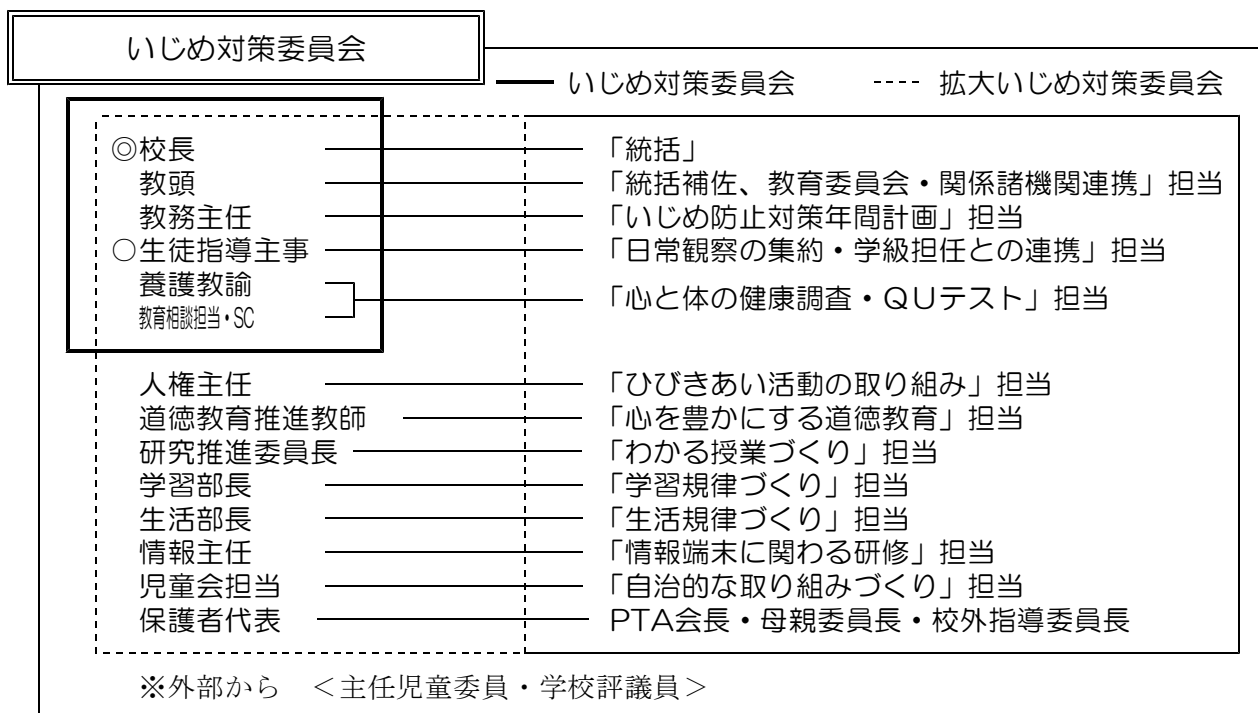 いじめ対策委員会
いじめ対策委員会 ---- 拡大いじめ対策委員会
◎校長 「統括」
教頭 「統括補佐、教育委員会・関係諸機関連携」担当
教務主任 「いじめ防止対策年間計画」担当
○生徒指導主事 「日常観察の集約・学級担任との連携」担当
養護教諭
教育相談担当・SC 「心と体の健康調査・QUテスト」担当
人権主任 「ひびきあい活動の取り組み」担当
道徳教育推進教師 「心を豊かにする道徳教育」担当
研究推進委員長 「わかる授業づくり」担当
学習部長 「学習規律づくり」担当
生活部長 「生活規律づくり」担当
情報主任 「情報端末に関わる研修」担当
児童会担当 「自治的な取り組みづくり」担当
保護者代表 PTA会長・母親委員長・校外指導委員長
※外部から <主任児童委員・学校評議員>